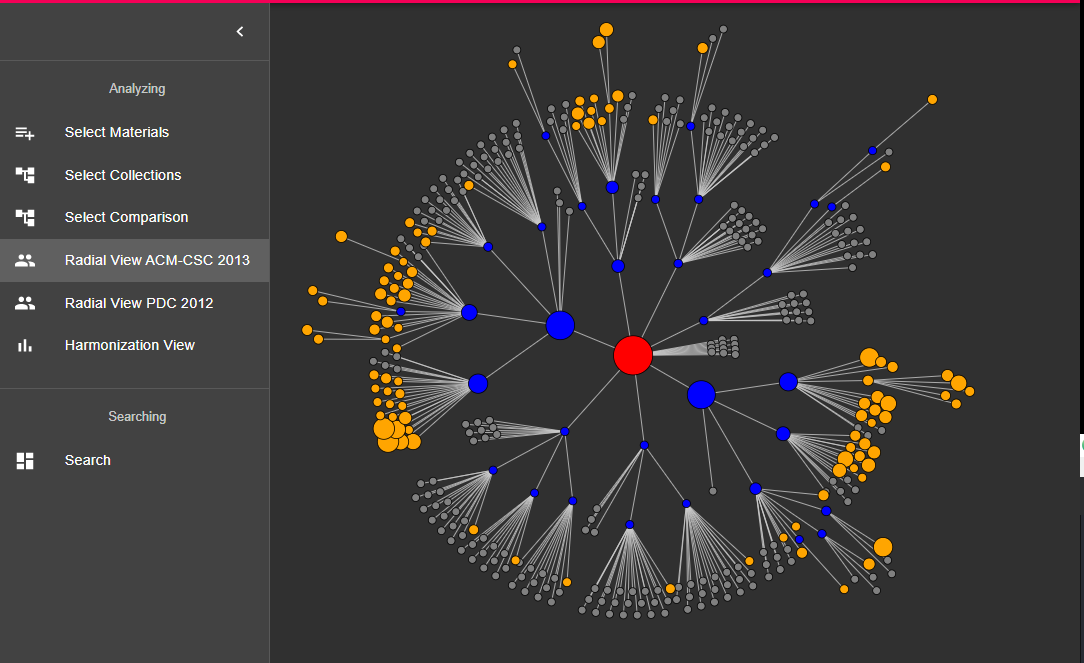 Analyzing
Select Materials
Select Collections
Select Comparison
Radial View ACM-CSC 2013
Radial View PDC 2012
Harmonization View
Searching
Search